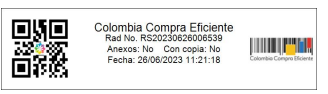 Colombia Compra Eficiente
Rad No. RS20230626006539
Anexos: No Con copia: No
Fecha: 26/06/2023 11:21:18
Colombia Compra Eficiente